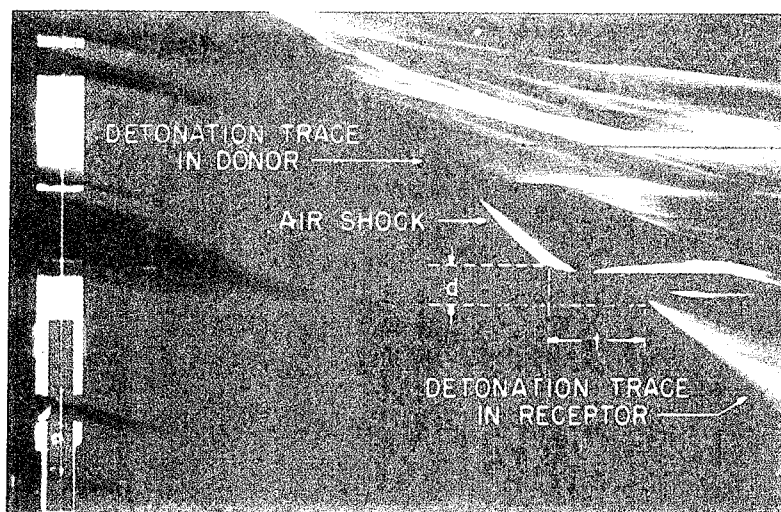 DETONATION TRACE
IN DONOR
AIR SHOCK
d
t
DETONATION TRACE
IN RECEPTOR